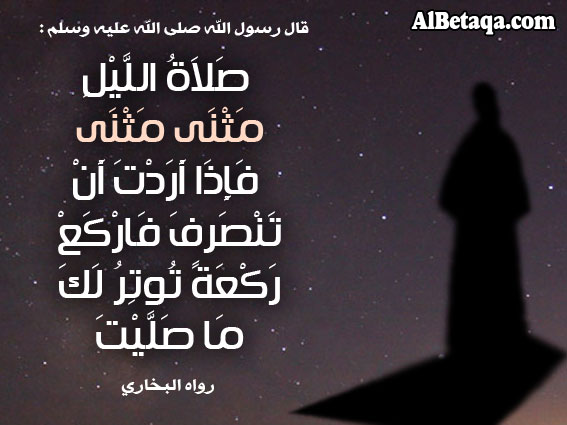 AlBetaqa.com
قال رسول الله صلى الله عليه وسلم :
صَلاَةُ اللَّيْلِ
مَثْنَى مَثْنَى
فَإِذَا أَرَدْتَ أَنْ
تَنْصَرِفَ فَارْكَعْ
رَكْعَةً تُوتِرُ لَكَ
مَا صَلَّيْتَ
رواه البخاري